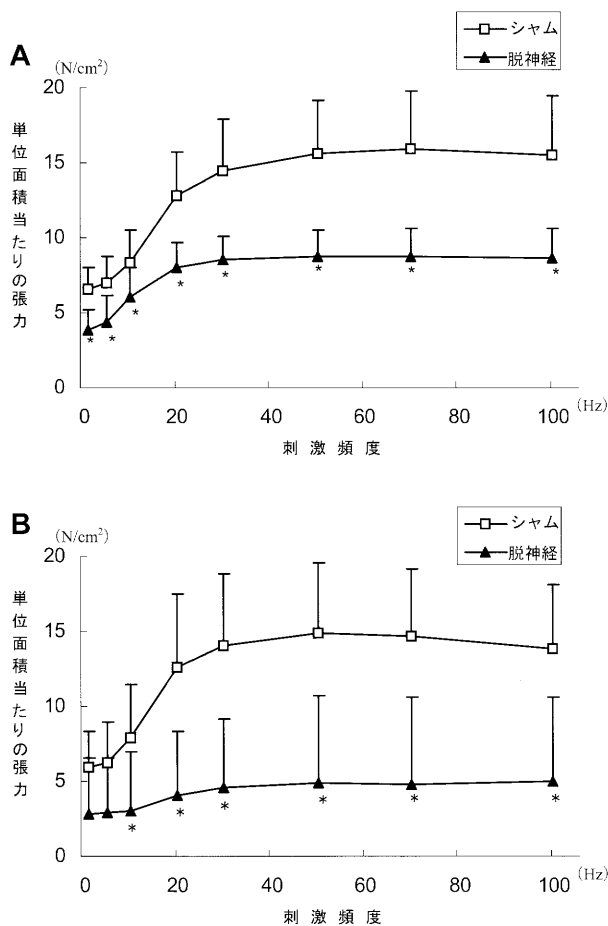 シャム
脱神経
A
(N/cm²)
20
15
10
5
0
単位面積当たりの張力
* * * * * * * *
0 20 40 60 80 100 (Hz)
刺激頻度
シャム
脱神経
B
(N/cm²)
20
15
10
5
0
単位面積当たりの張力
* * * * * *
0 20 40 60 80 100 (Hz)
刺激頻度